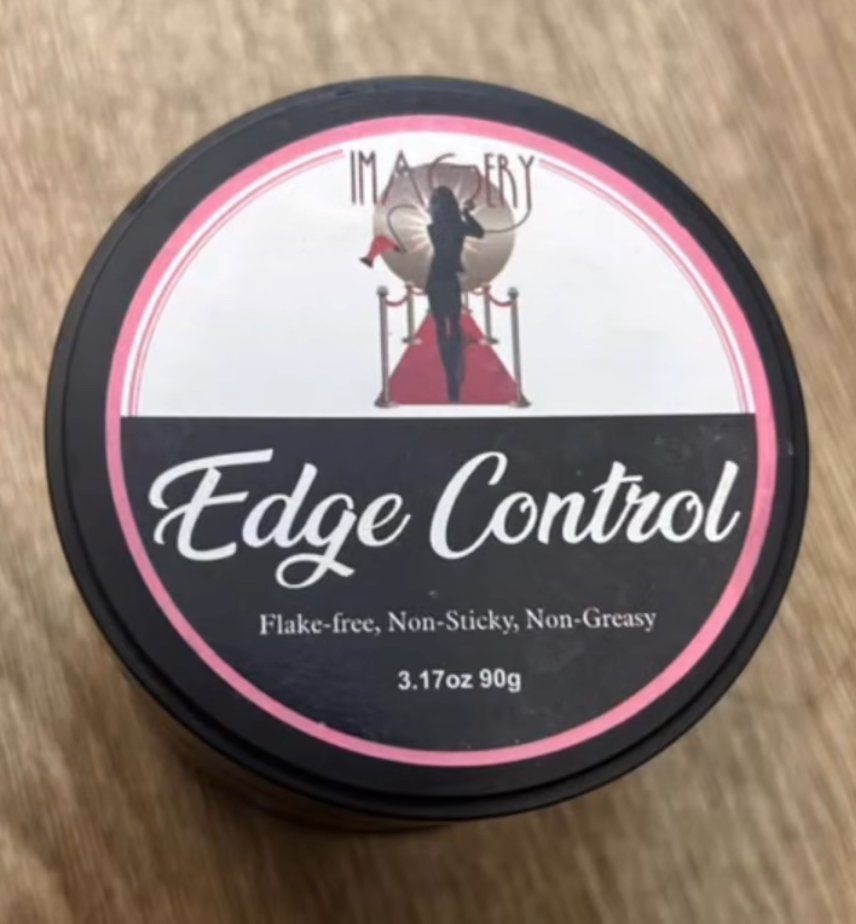 IMAGERY
Edge Control
Flake-free, Non-Sticky, Non-Greasy
3.17oz 90g